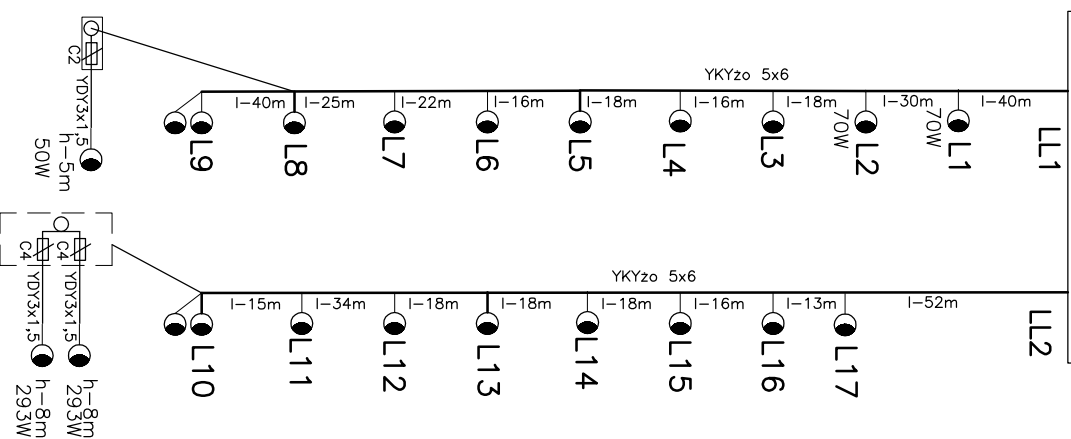 YKYżo 5x6
l-40m
l-25m
l-22m
l-16m
l-18m
l-16m
l-18m
l-30m
l-40m
70W
70W
L9
L8
L7
L6
L5
L4
L3
L2
L1
LL1
C2
YDY3x1,5
h-5m
50W
YKYżo 5x6
l-15m
l-34m
l-18m
l-18m
l-18m
l-16m
l-13m
l-52m
L10
L11
L12
L13
L14
L15
L16
L17
LL2
C4
C4
YDY3x1,5
YDY3x1,5
h-8m
293W
h-8m
293W